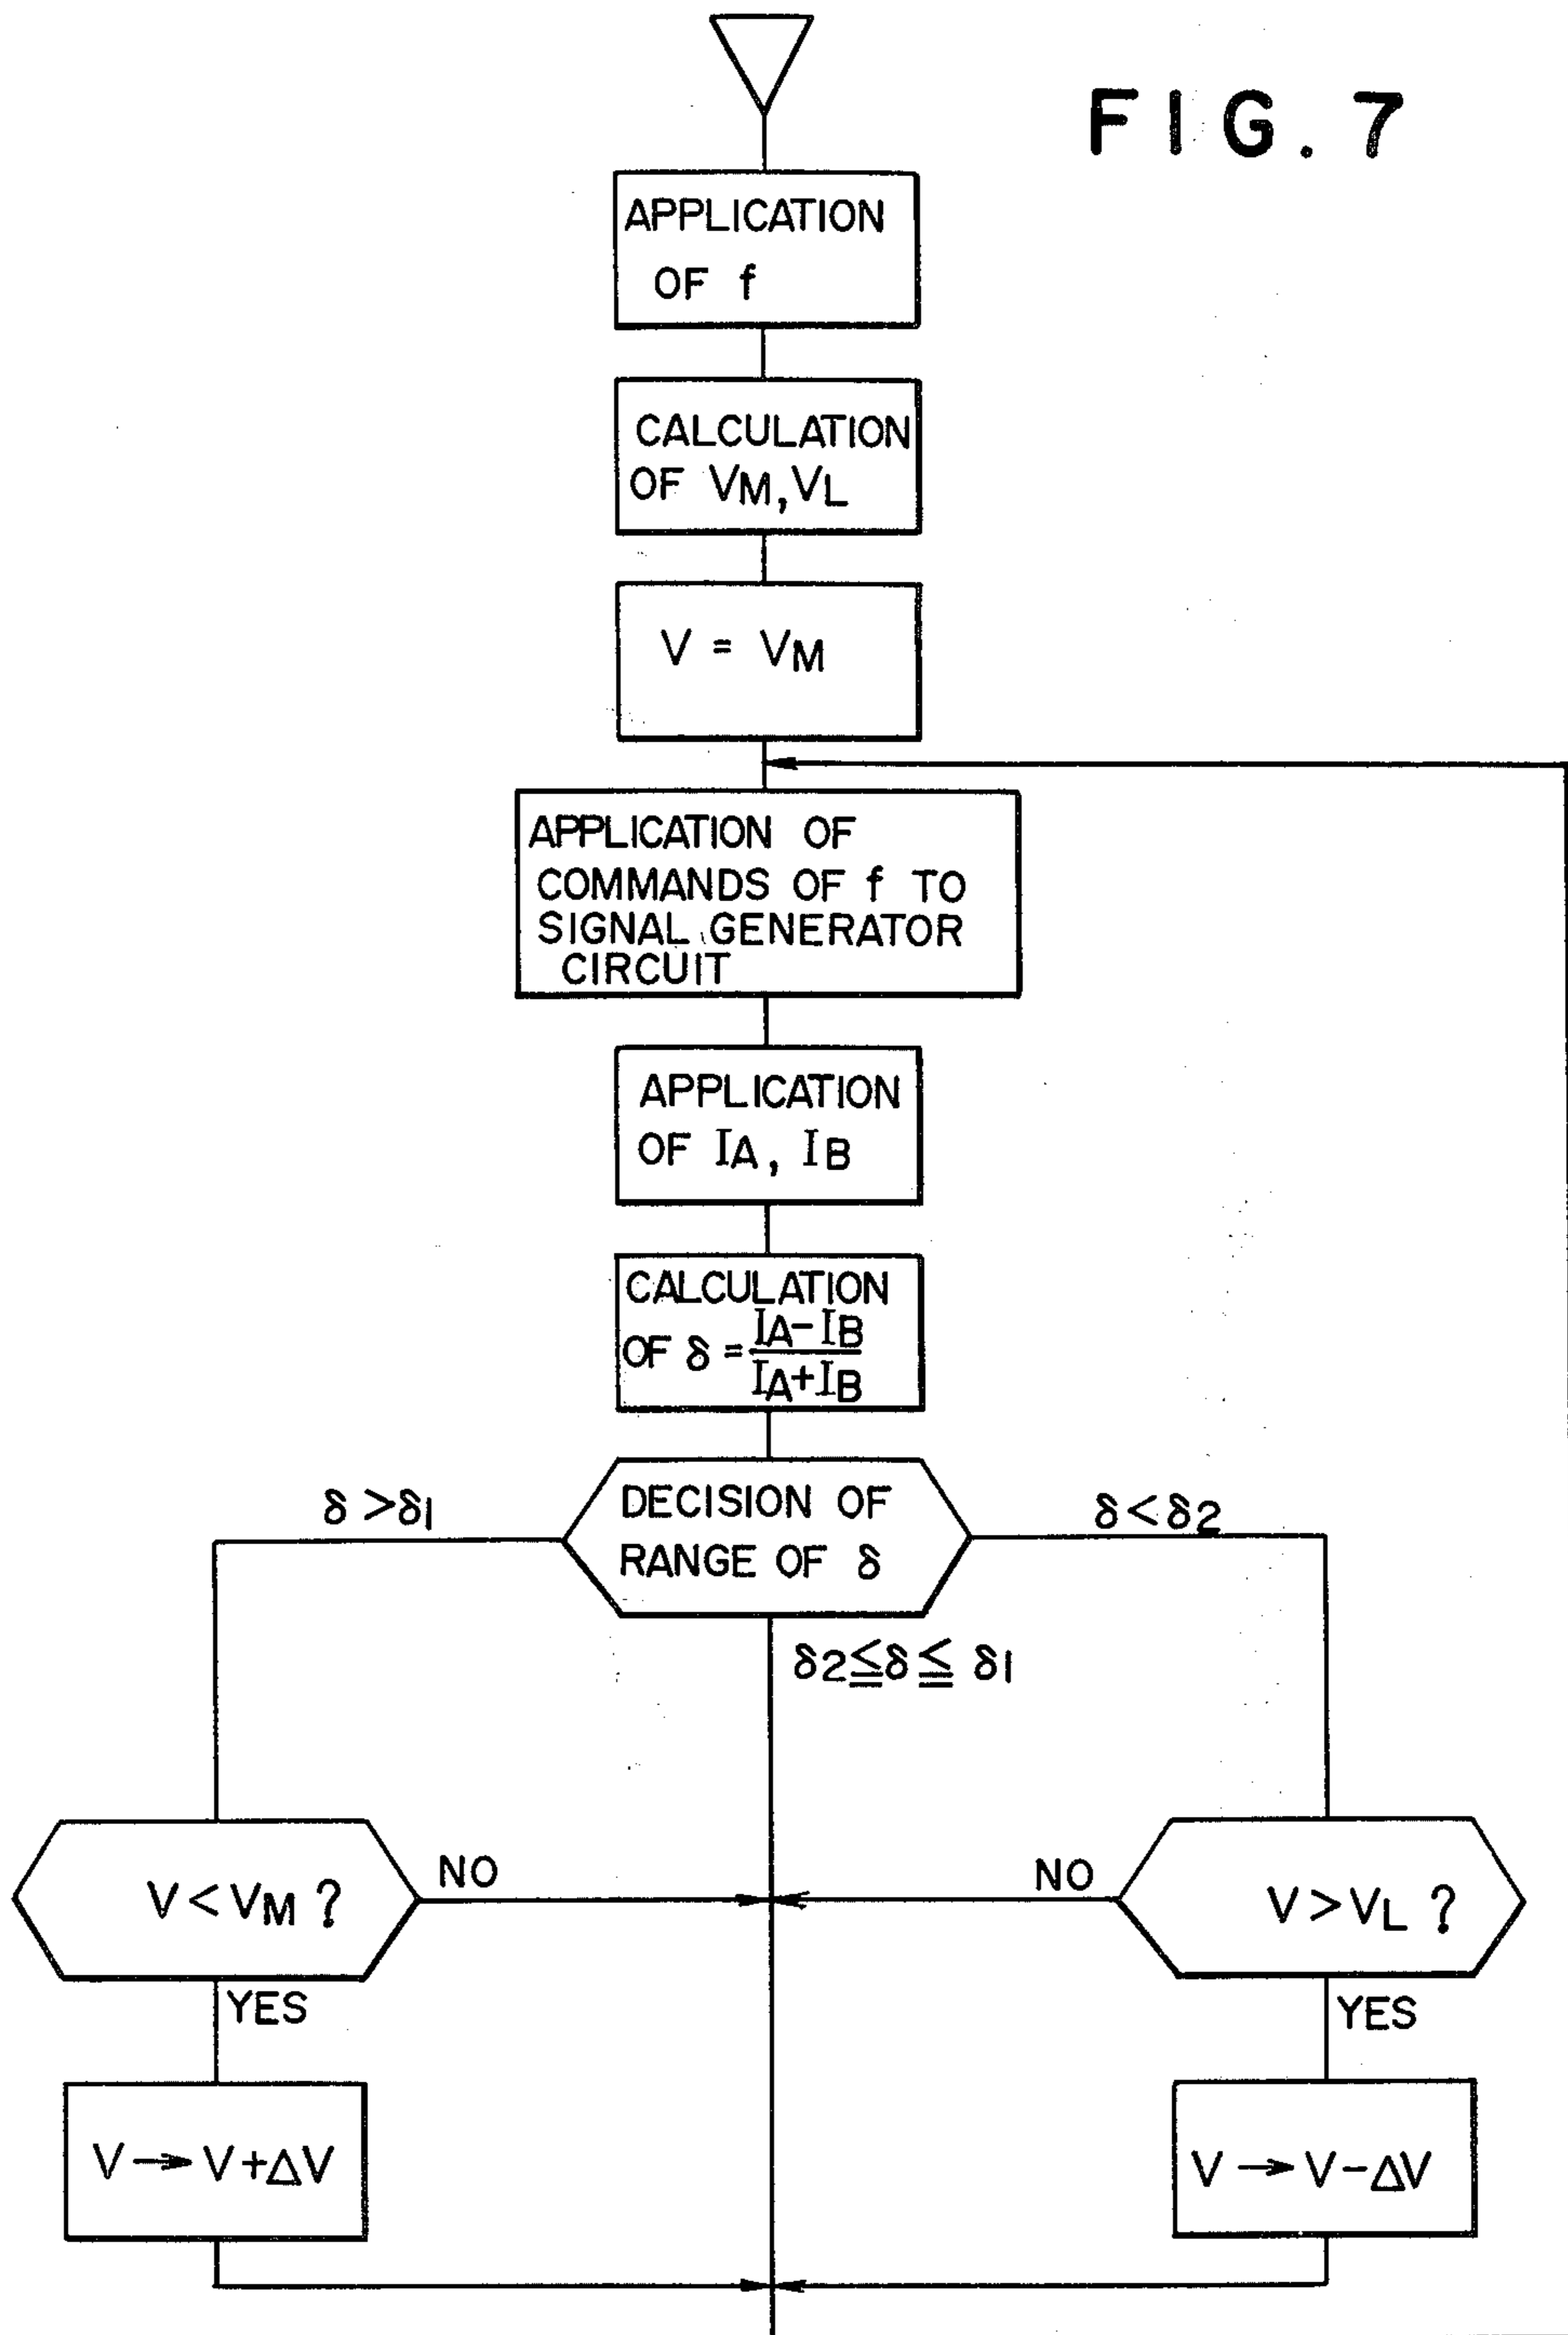 FIG. 7
APPLICATION
OF f
CALCULATION
OF VM, VL
V = VM
APPLICATION OF
COMMANDS OF f TO
SIGNAL GENERATOR
CIRCUIT
APPLICATION
OF IA, IB
CALCULATION
OF δ = IA-IB
IA+IB
δ > δ1
DECISION OF
RANGE OF δ
δ < δ2
δ2 ≦ δ ≦ δ1
V < VM ?
NO
NO
V > VL ?
YES
YES
V → V+ΔV
V → V-ΔV